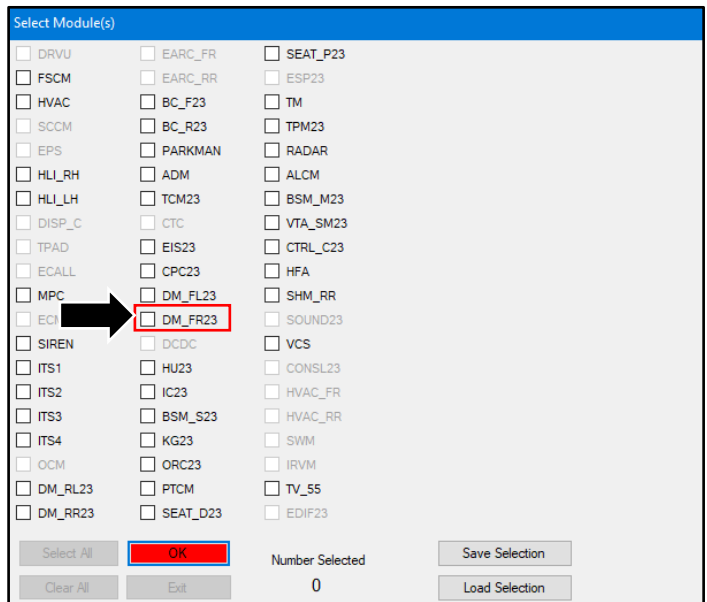 Select Module(s)
DRVU EARC_FR SEAT_P23
FSCM EARC_RR ESP23
HVAC BC_F23 TM
SCCM BC_R23 TPM23
EPS PARKMAN RADAR
HLI_RH ADM ALCM
HLI_LH TCM23 BSM_M23
DISP_C CTC VTA_SM23
TPAD EIS23 CTRL_C23
ECALL CPC23 HFA
MPC DM_FL23 SHM_RR
DM_FR23 SOUND23
SIREN DCDC VCS
ITS1 HU23 CONSL23
ITS2 IC23 HVAC_FR
ITS3 BSM_S23 HVAC_RR
ITS4 KG23 SWM
OCM ORC23 IRVM
DM_RL23 PTCM TV_55
DM_RR23 SEAT_D23 EDIF23
Select All OK Number Selected Save Selection
Clear All Exit 0 Load Selection